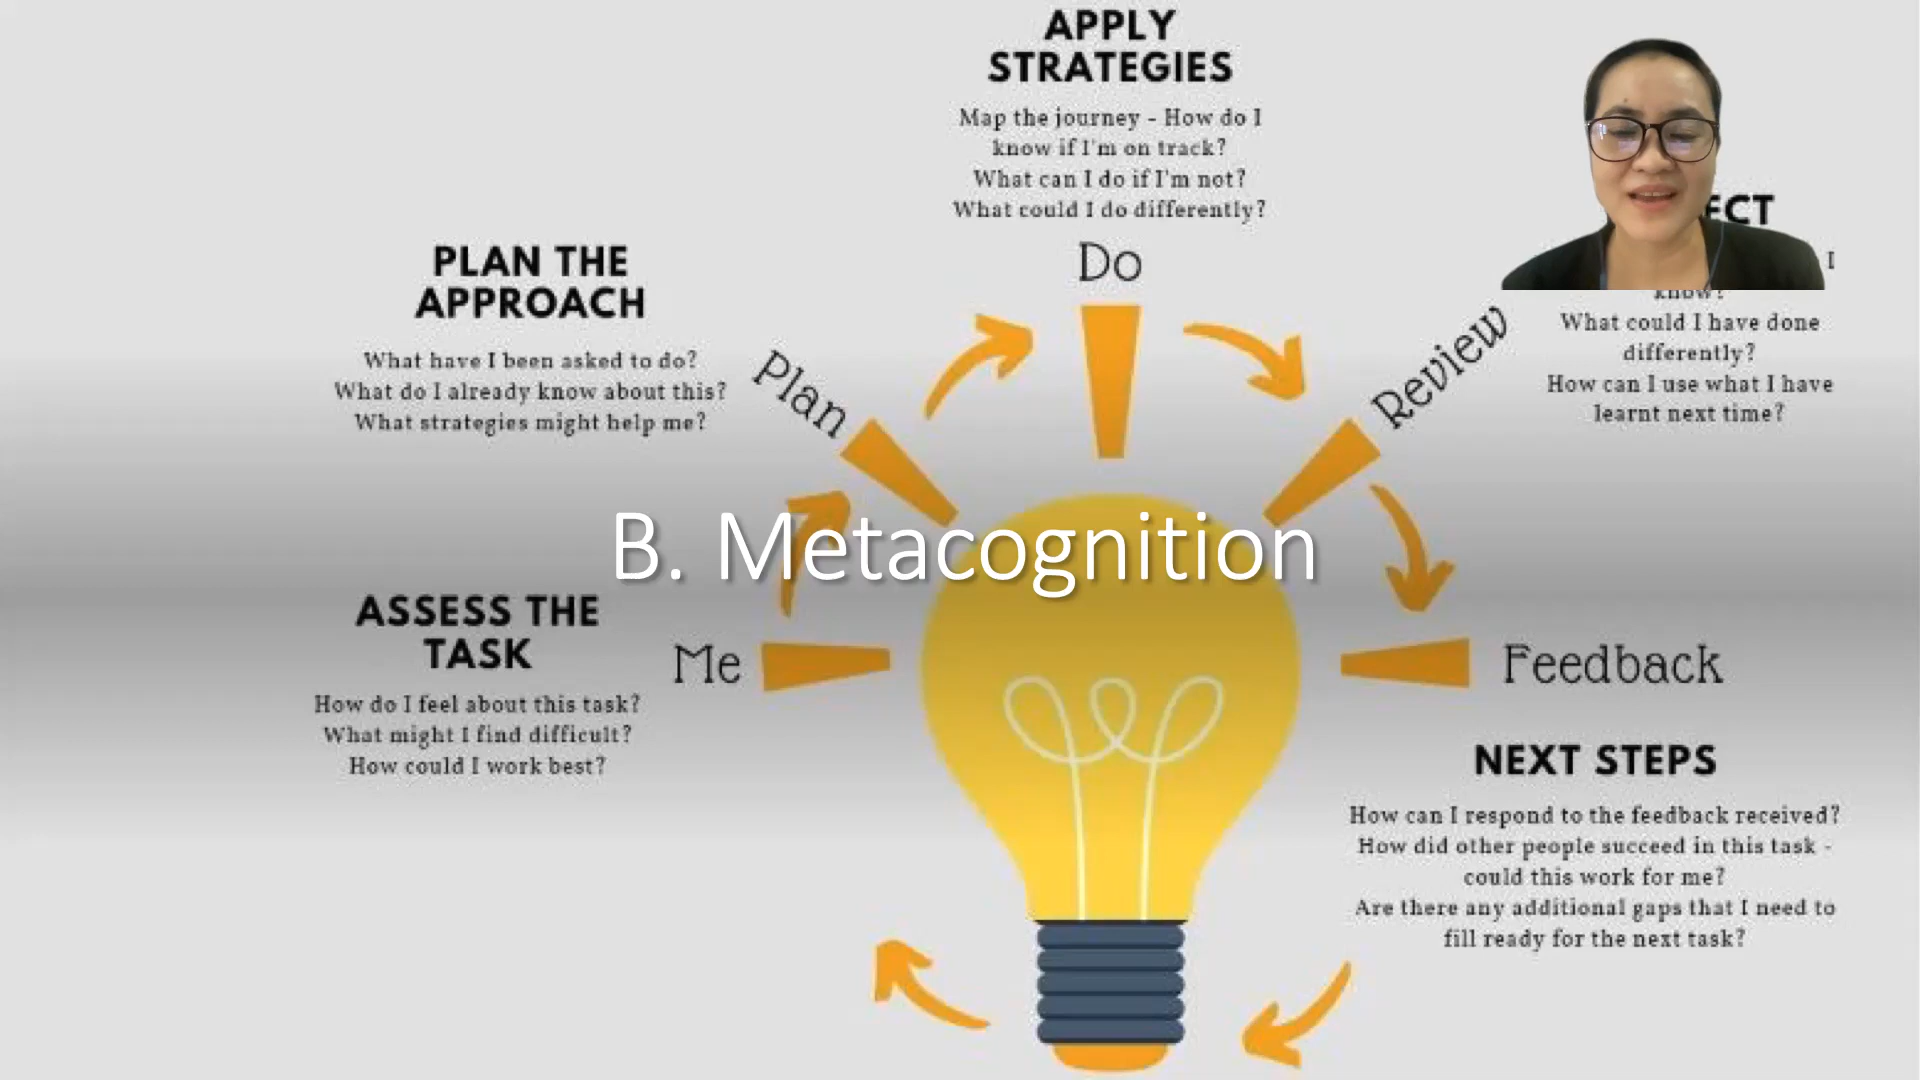 APPLY
STRATEGIES
Map the journey - How do I
know if I'm on track?
What can I do if I'm not?
What could I do differently?
Do
PLAN THE
APPROACH
What have I been asked to do?
What do I already know about this?
What strategies might help me?
Plan
Review
I
know?
What could I have done
differently?
How can I use what I have
learnt next time?
B. Metacognition
ASSESS THE
TASK
How do I feel about this task?
What might I find difficult?
How could I work best?
Me
Feedback
NEXT STEPS
How can I respond to the feedback received?
How did other people succeed in this task -
could this work for me?
Are there any additional gaps that I need to
fill ready for the next task?